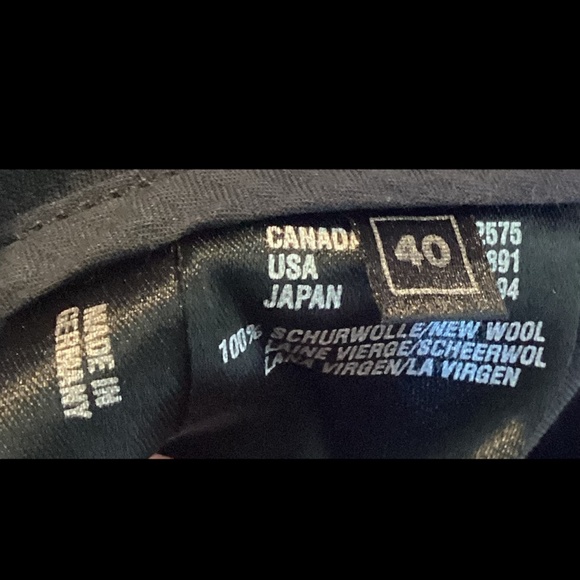 CANADA 2575
40
USA 891
JAPAN 94
100% SCHURWOLLE/NEW WOOL
LAINE VIERGE/SCHEERWOL
LANA VIRGEN/LA VIRGEN
MADE IN
GERMANY